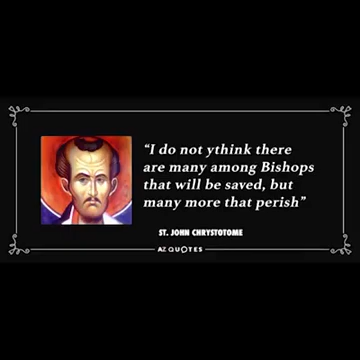 “I do not ythink there
are many among Bishops
that will be saved, but
many more that perish”
ST. JOHN CHRYSTOTOME
AZ QUOTES